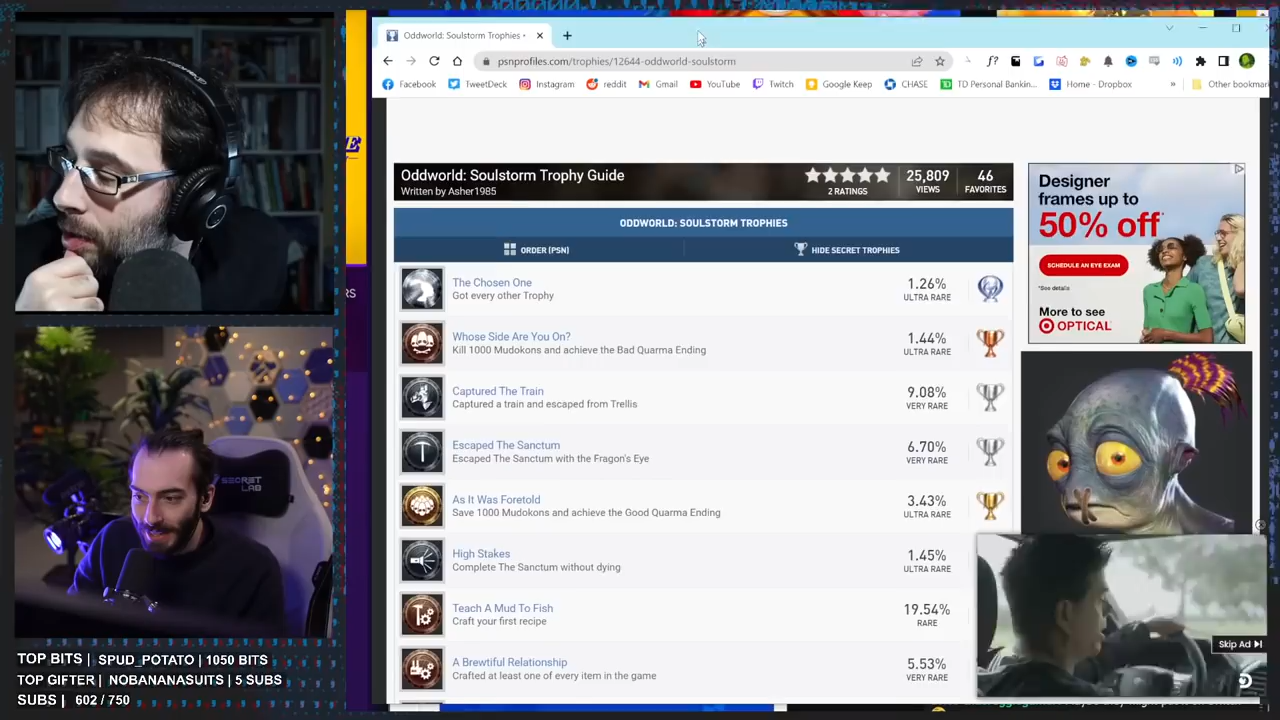 Oddworld: Soulstorm Trophies
psnprofiles.com/trophies/12644-oddworld-soulstorm
f?
Facebook TweetDeck Instagram reddit Gmail YouTube Twitch Google Keep CHASE TD Personal Bankin... Home - Dropbox » Other bookmar
Oddworld: Soulstorm Trophy Guide
Written by Asher1985
2 RATINGS
25,809
VIEWS
46
FAVORITES
ODDWORLD: SOULSTORM TROPHIES
ORDER (PSN)
HIDE SECRET TROPHIES
The Chosen One
Got every other Trophy
1.26%
ULTRA RARE
Whose Side Are You On?
Kill 1000 Mudokons and achieve the Bad Quarma Ending
1.44%
ULTRA RARE
Captured The Train
Captured a train and escaped from Trellis
9.08%
VERY RARE
Escaped The Sanctum
Escaped The Sanctum with the Fragon's Eye
6.70%
VERY RARE
As It Was Foretold
Save 1000 Mudokons and achieve the Good Quarma Ending
3.43%
ULTRA RARE
High Stakes
Complete The Sanctum without dying
1.45%
ULTRA RARE
Teach A Mud To Fish
Craft your first recipe
19.54%
RARE
A Brewtiful Relationship
Crafted at least one of every item in the game
5.53%
VERY RARE
Designer
frames up to
50% off*
SCHEDULE AN EYE EXAM
*See details
More to see
OPTICAL
Skip Ad
SECRET
LAB
RS
TOP BITS | SPUD_POTATO | 1050 BITS
TOP GIFTER | NOBANANASUITS | 5 SUBS
SUBS | 602 / 750